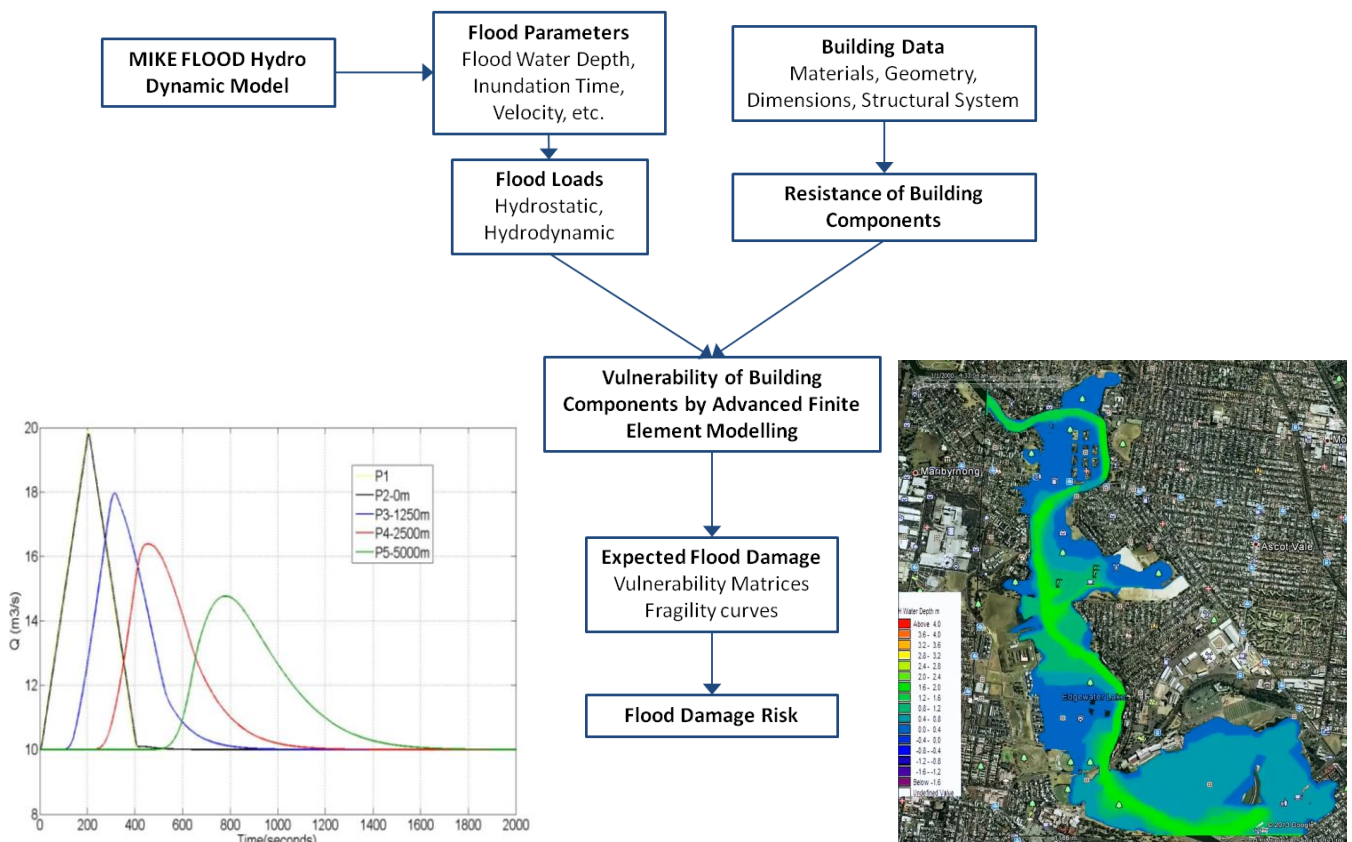 MIKE FLOOD Hydro
Dynamic Model
Flood Parameters
Flood Water Depth,
Inundation Time,
Velocity, etc.
Building Data
Materials, Geometry,
Dimensions, Structural System
Flood Loads
Hydrostatic,
Hydrodynamic
Resistance of Building
Components
Vulnerability of Building
Components by Advanced Finite
Element Modelling
Expected Flood Damage
Vulnerability Matrices
Fragility curves
Flood Damage Risk
20
18
16
14
12
10
8
Q (m3/s)
P1
P2-0m
P3-1250m
P4-2500m
P5-5000m
0 200 400 600 800 1000 1200 1400 1600 1800 2000
Time(seconds)
Maribyrnong
Mo
Ascot Vale
Edgewater Lake
H Water Depth m
Above 4.0
3.6 - 4.0
3.2 - 3.6
2.8 - 3.2
2.4 - 2.8
2.0 - 2.4
1.6 - 2.0
1.2 - 1.6
0.8 - 1.2
0.4 - 0.8
0.0 - 0.4
-0.4 - 0.0
-0.8 - -0.4
-1.2 - -0.8
-1.6 - -1.2
Below -1.6
Undefined Value